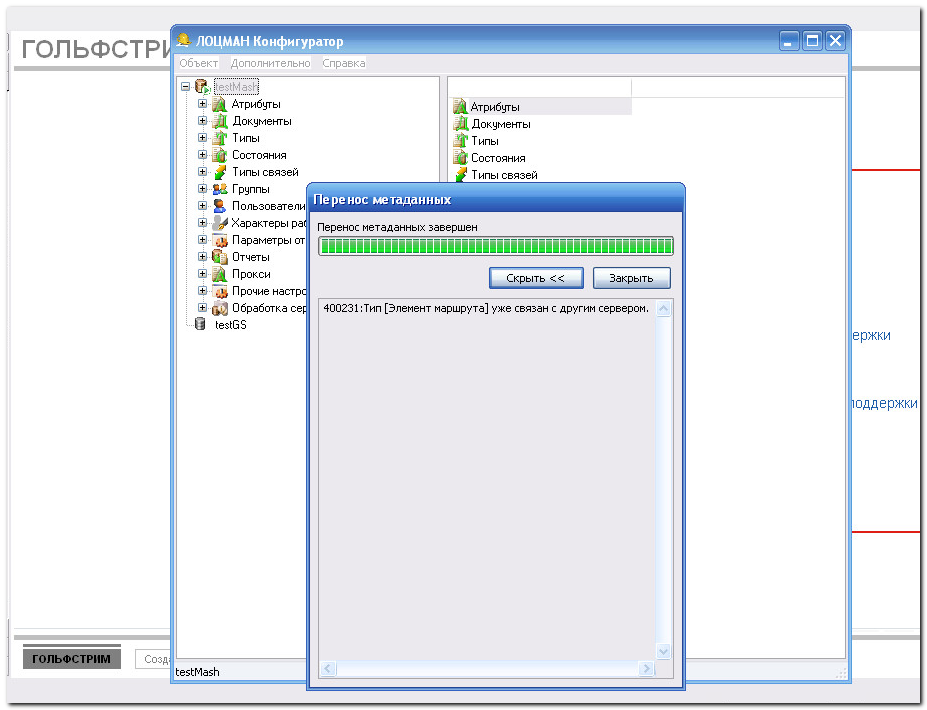 ГОЛЬФСТРИ
ЛОЦМАН Конфигуратор
Объект Дополнительно Справка
testMash
Атрибуты
Документы
Типы
Состояния
Типы связей
Группы
Пользователи
Характеры раб
Параметры от
Отчеты
Прокси
Прочие настро
Обработка сер
testGS
Атрибуты
Документы
Типы
Состояния
Типы связей
Перенос метаданных
Перенос метаданных завершен
Скрыть << Закрыть
400231:Тип [Элемент маршрута] уже связан с другим сервером.
ержки
поддержки
ГОЛЬФСТРИМ
Созда
testMash